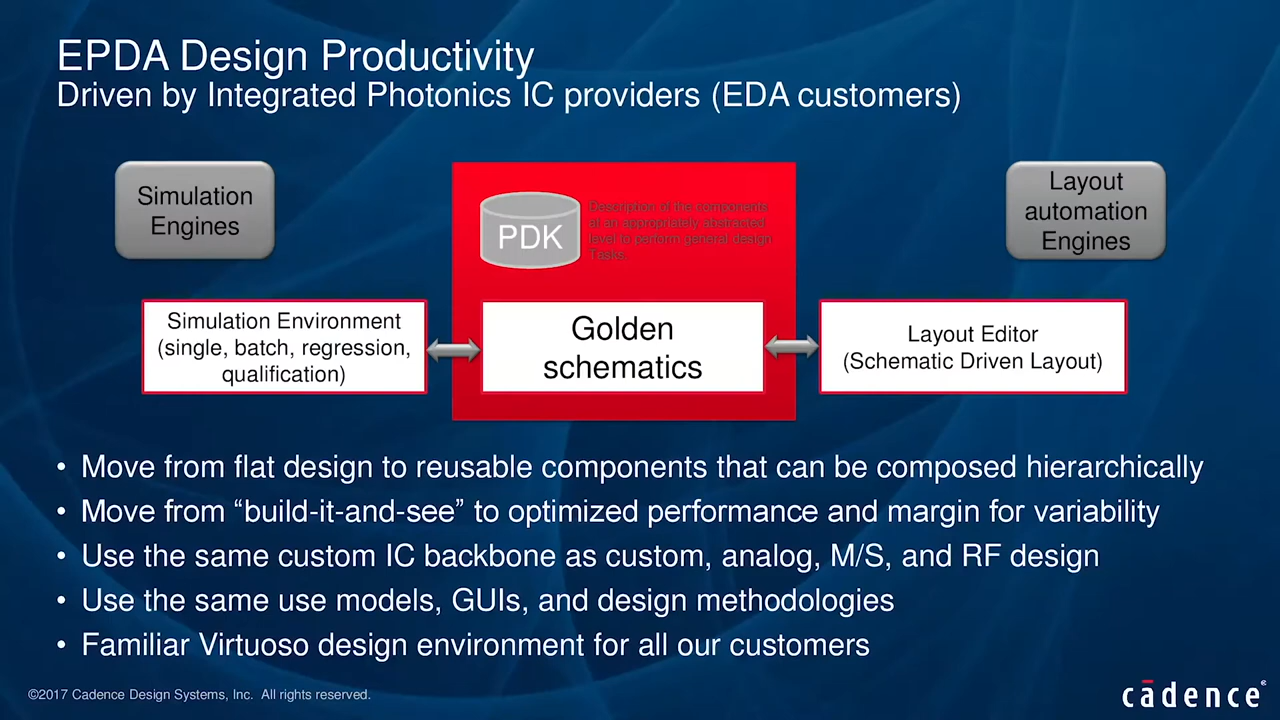 EPDA Design Productivity
Driven by Integrated Photonics IC providers (EDA customers)
Simulation
Engines
PDK
Description of the components
at an appropriately abstracted
level to perform general design
Tasks.
Layout
automation
Engines
Simulation Environment
(single, batch, regression,
qualification)
Golden
schematics
Layout Editor
(Schematic Driven Layout)
• Move from flat design to reusable components that can be composed hierarchically
• Move from “build-it-and-see” to optimized performance and margin for variability
• Use the same custom IC backbone as custom, analog, M/S, and RF design
• Use the same use models, GUIs, and design methodologies
• Familiar Virtuoso design environment for all our customers
©2017 Cadence Design Systems, Inc. All rights reserved.
cādence®